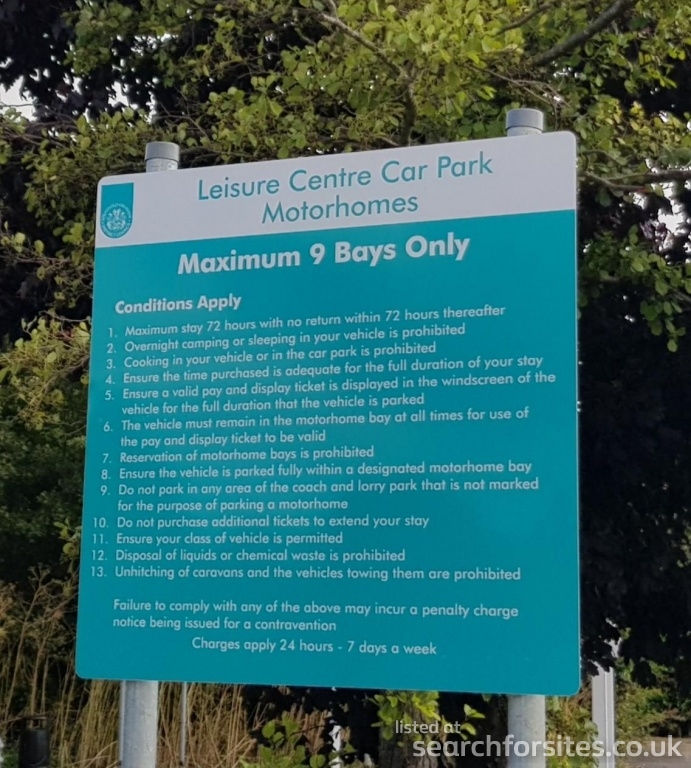 Leisure Centre Car Park
Motorhomes
Maximum 9 Bays Only
Conditions Apply
1. Maximum stay 72 hours with no return within 72 hours thereafter
2. Overnight camping or sleeping in your vehicle is prohibited
3. Cooking in your vehicle or in the car park is prohibited
4. Ensure the time purchased is adequate for the full duration of your stay
5. Ensure a valid pay and display ticket is displayed in the windscreen of the
vehicle for the full duration that the vehicle is parked
6. The vehicle must remain in the motorhome bay at all times for use of
the pay and display ticket to be valid
7. Reservation of motorhome bays is prohibited
8. Ensure the vehicle is parked fully within a designated motorhome bay
9. Do not park in any area of the coach and lorry park that is not marked
for the purpose of parking a motorhome
10. Do not purchase additional tickets to extend your stay
11. Ensure your class of vehicle is permitted
12. Disposal of liquids or chemical waste is prohibited
13. Unhitching of caravans and the vehicles towing them are prohibited
Failure to comply with any of the above may incur a penalty charge
notice being issued for a contravention
Charges apply 24 hours - 7 days a week
listed at
searchforsites.co.uk